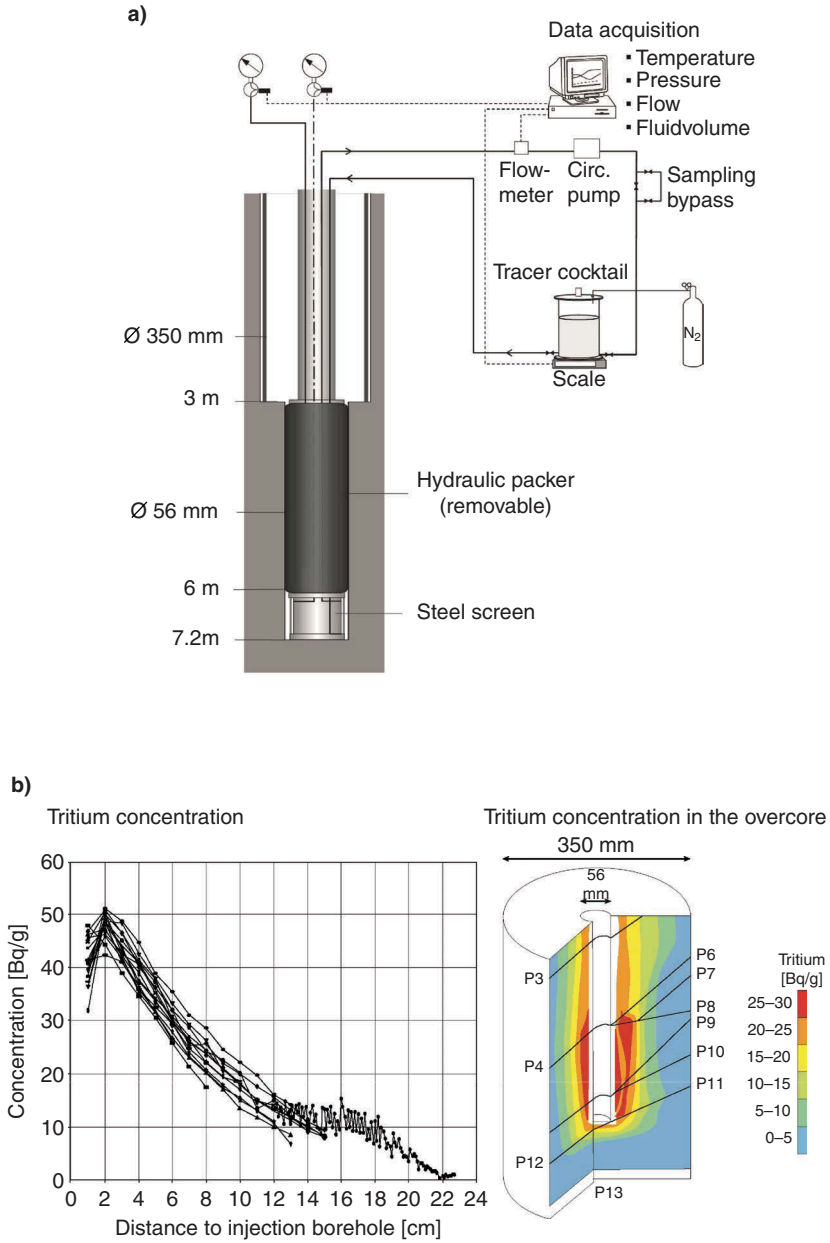 a)
Data acquisition
▪ Temperature
▪ Pressure
▪ Flow
▪ Fluidvolume
Flow-
meter
Circ.
pump
Sampling
bypass
Tracer cocktail
N2
Scale
Ø 350 mm
3 m
Hydraulic packer
(removable)
Ø 56 mm
6 m
Steel screen
7.2m
b)
Tritium concentration
Concentration [Bq/g]
60
50
40
30
20
10
0
0 2 4 6 8 10 12 14 16 18 20 22 24
Distance to injection borehole [cm]
Tritium concentration in the overcore
350 mm
56
mm
P3
P4
P12
P13
P6
P7
P8
P9
P10
P11
Tritium
[Bq/g]
25–30
20–25
15–20
10–15
5–10
0–5